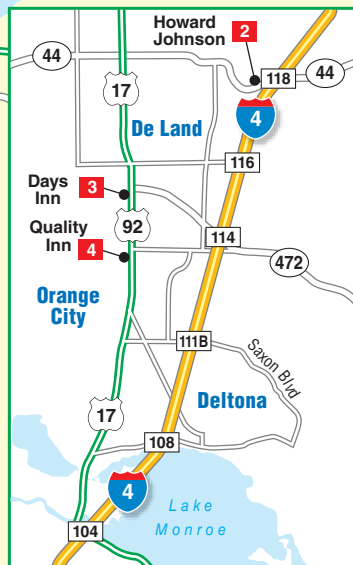 Howard
Johnson
2
44
17
118
44
4
De Land
116
Days
Inn
3
92
Quality
Inn
4
114
472
Orange
City
111B
Saxon Blvd
Deltona
17
108
4
Lake
Monroe
104